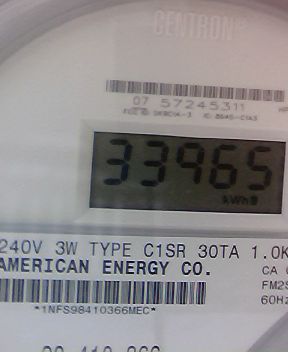 CENTRON
07 57245311
33965
kWh
240V 3W TYPE C1SR 30TA 1.0K
AMERICAN ENERGY CO.
CA
FM2S
60Hz
*1NFS98410366MEC*